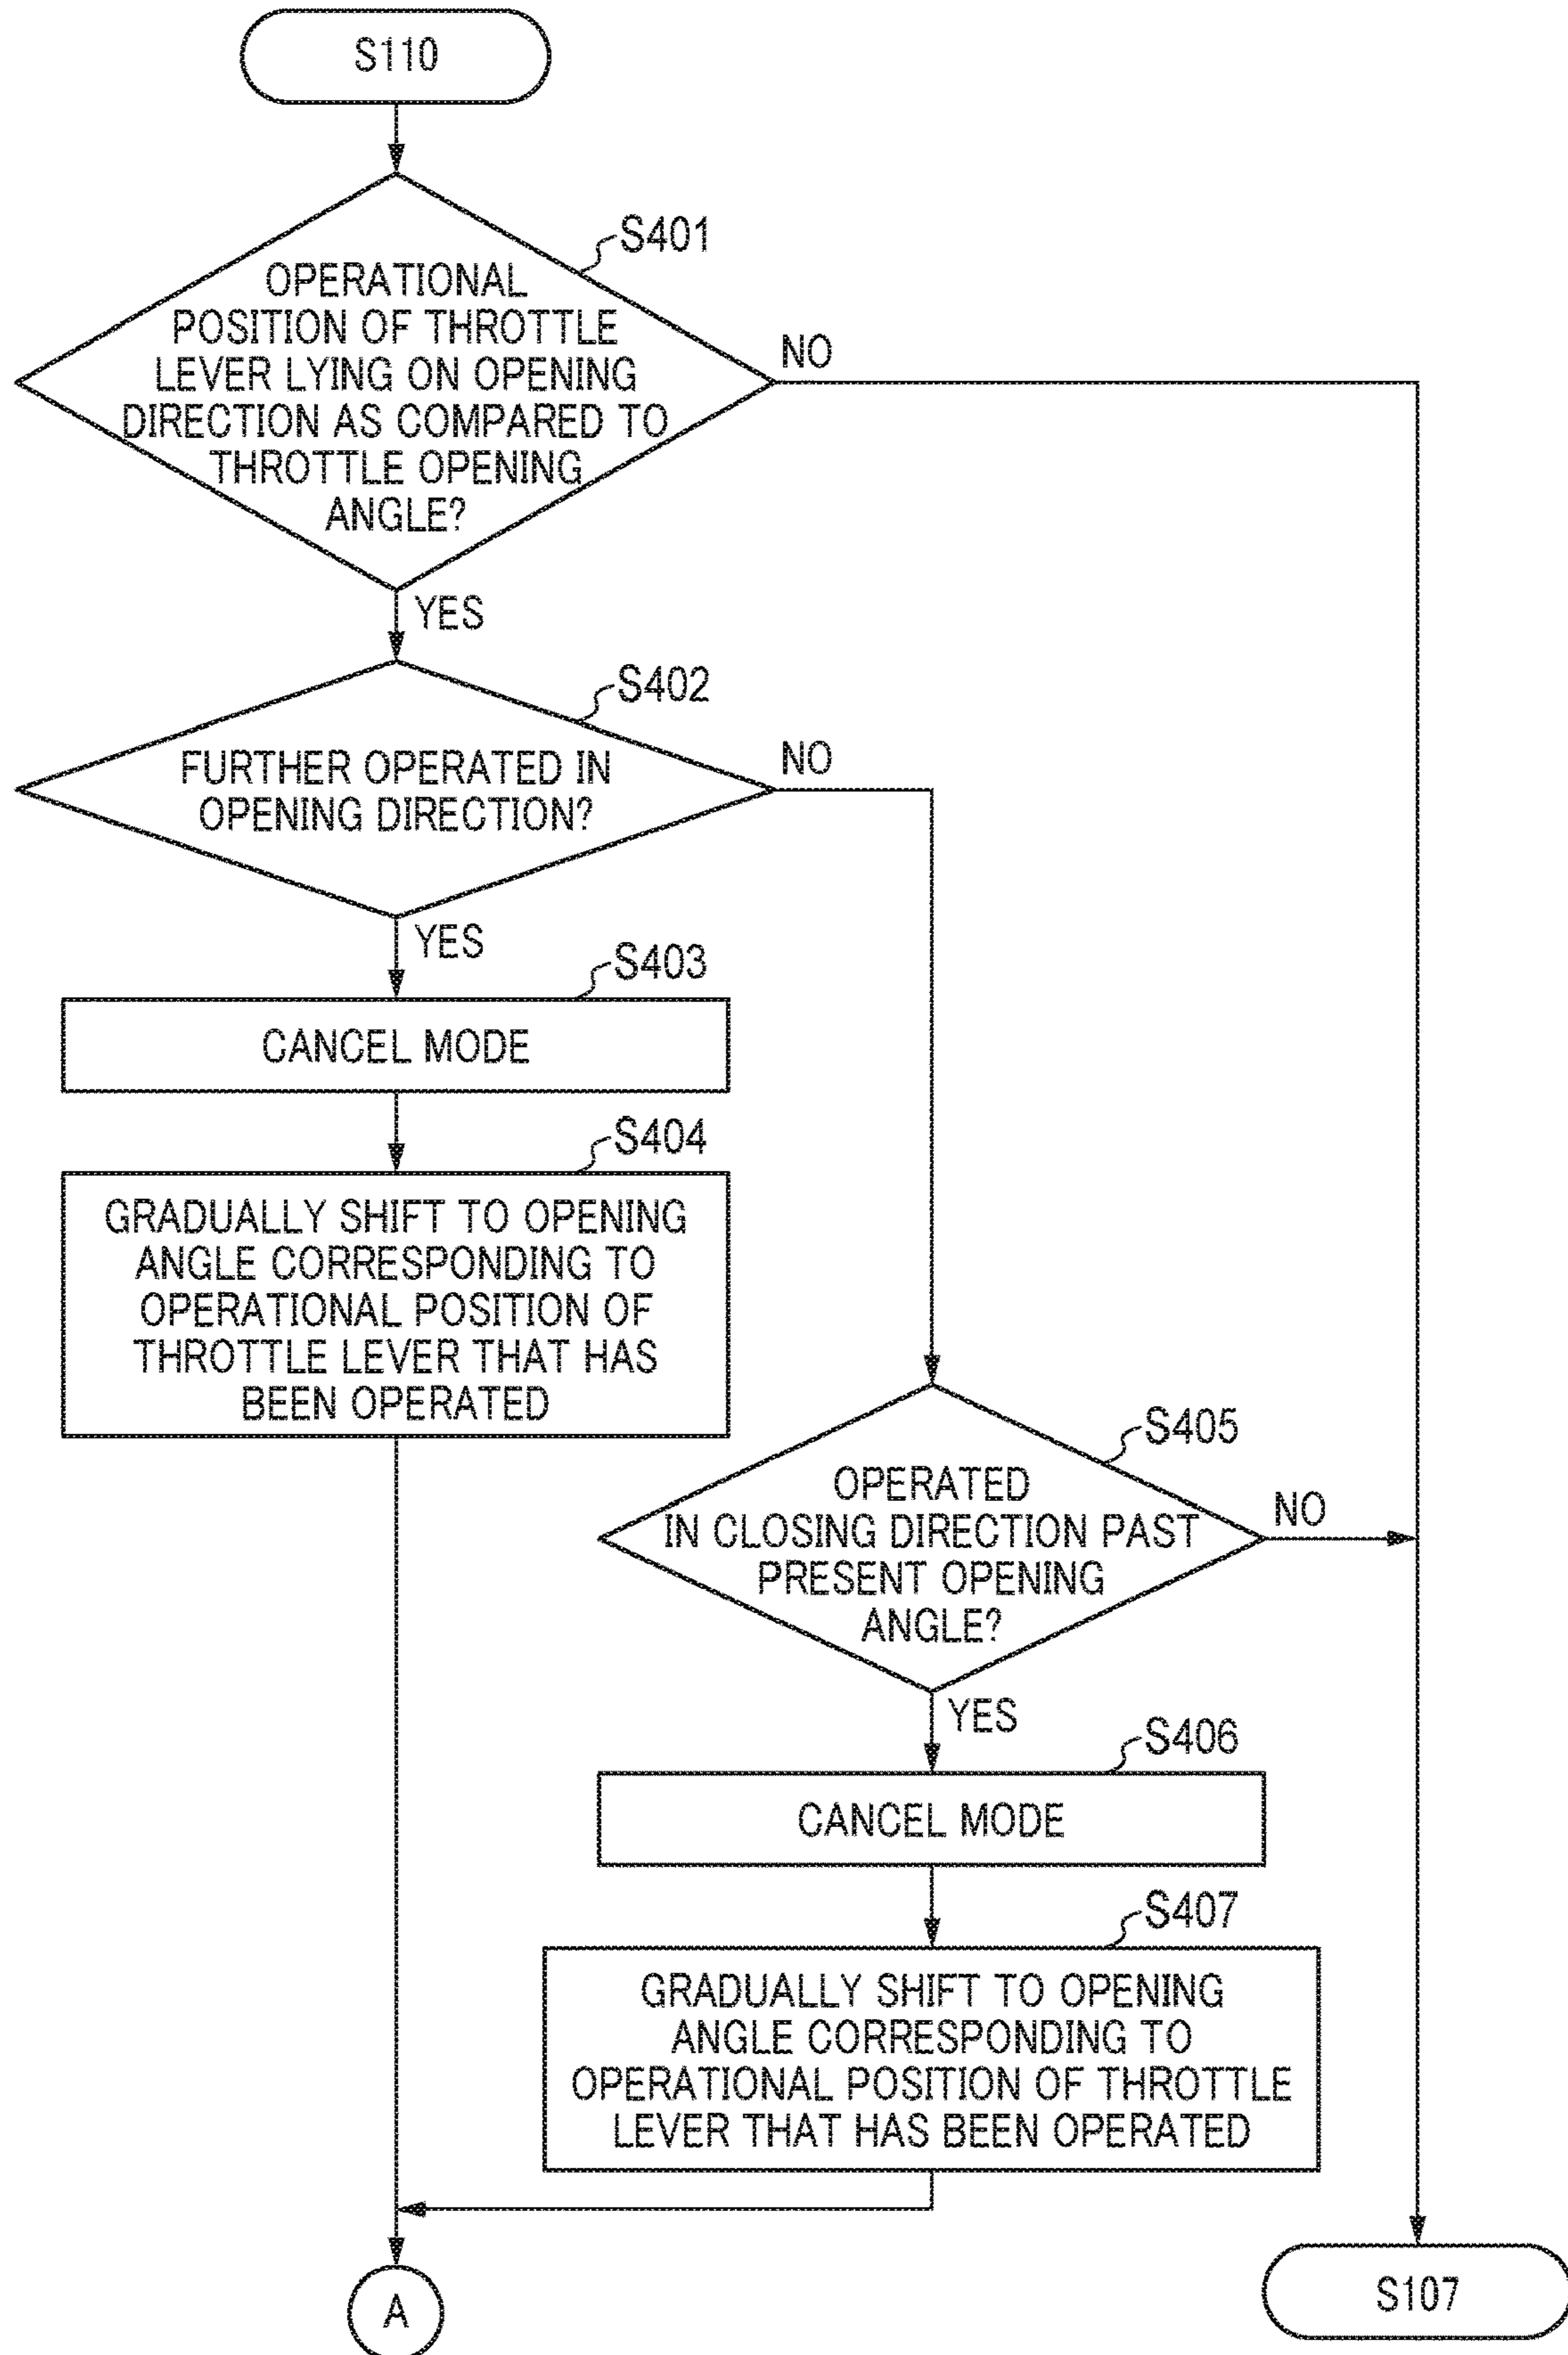 S110
S401
OPERATIONAL
POSITION OF THROTTLE
LEVER LYING ON OPENING
DIRECTION AS COMPARED TO
THROTTLE OPENING
ANGLE?
NO
YES
S402
FURTHER OPERATED IN
OPENING DIRECTION?
NO
YES
S403
CANCEL MODE
S404
GRADUALLY SHIFT TO OPENING
ANGLE CORRESPONDING TO
OPERATIONAL POSITION OF
THROTTLE LEVER THAT HAS
BEEN OPERATED
S405
OPERATED
IN CLOSING DIRECTION PAST
PRESENT OPENING
ANGLE?
NO
YES
S406
CANCEL MODE
S407
GRADUALLY SHIFT TO OPENING
ANGLE CORRESPONDING TO
OPERATIONAL POSITION OF THROTTLE
LEVER THAT HAS BEEN OPERATED
A
S107